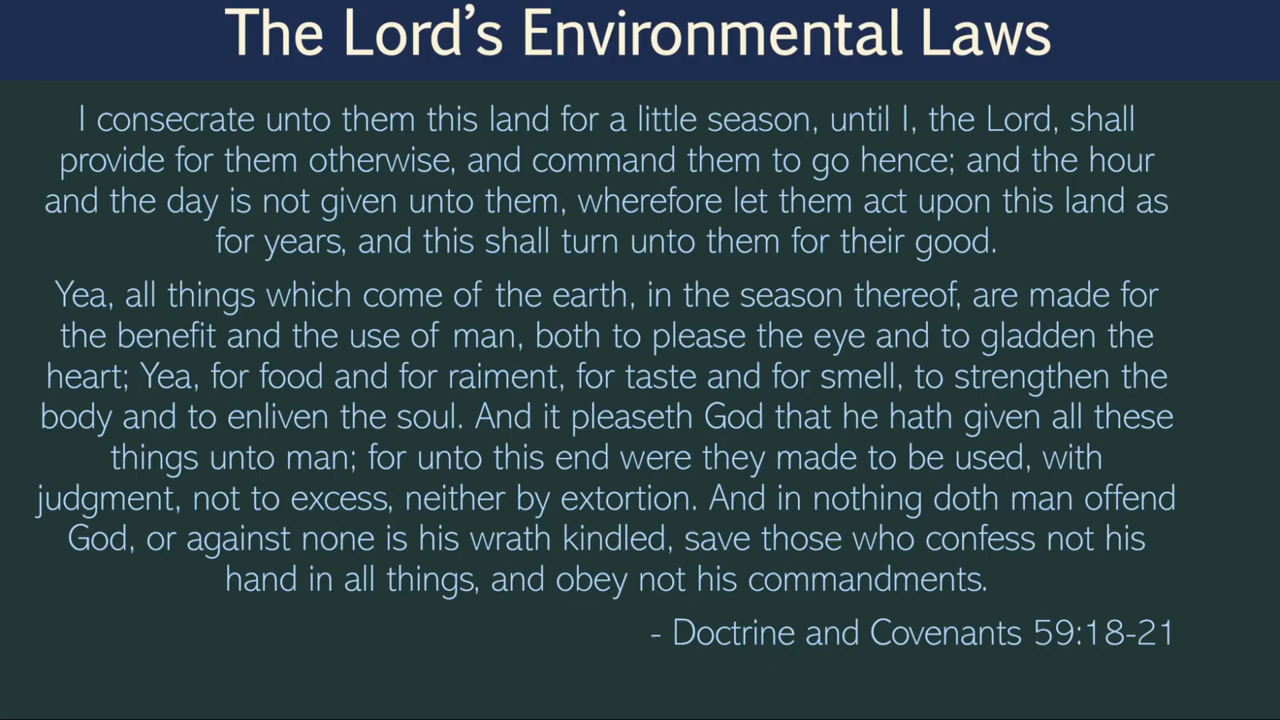 The Lord's Environmental Laws
I consecrate unto them this land for a little season, until I, the Lord, shall
provide for them otherwise, and command them to go hence; and the hour
and the day is not given unto them, wherefore let them act upon this land as
for years, and this shall turn unto them for their good.
Yea, all things which come of the earth, in the season thereof, are made for
the benefit and the use of man, both to please the eye and to gladden the
heart; Yea, for food and for raiment, for taste and for smell, to strengthen the
body and to enliven the soul. And it pleaseth God that he hath given all these
things unto man; for unto this end were they made to be used, with
judgment, not to excess, neither by extortion. And in nothing doth man offend
God, or against none is his wrath kindled, save those who confess not his
hand in all things, and obey not his commandments.
- Doctrine and Covenants 59:18-21